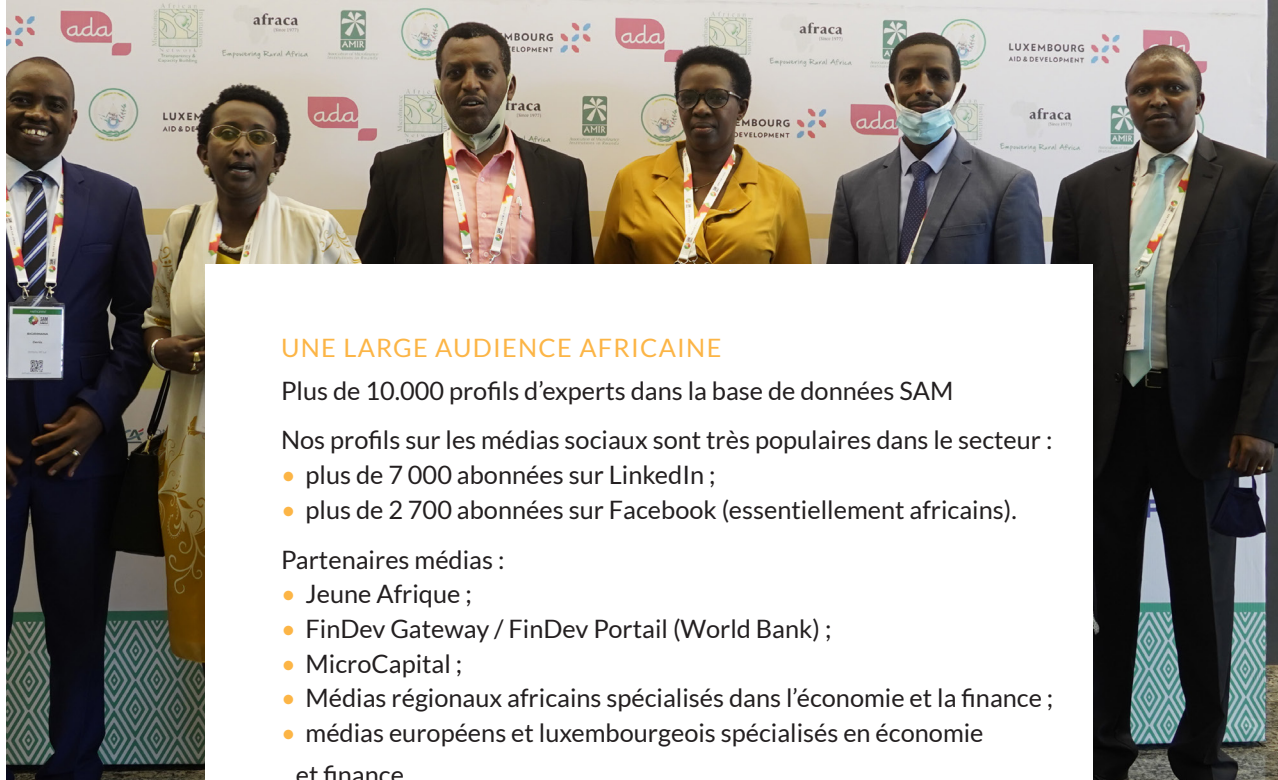 ada
afraca
(Since 1977)
Empowering Rural Africa
AMIR
LUXEMBOURG
AID & DEVELOPMENT
UNE LARGE AUDIENCE AFRICAINE
Plus de 10.000 profils d’experts dans la base de données SAM
Nos profils sur les médias sociaux sont très populaires dans le secteur :
• plus de 7 000 abonnées sur LinkedIn ;
• plus de 2 700 abonnées sur Facebook (essentiellement africains).
Partenaires médias :
• Jeune Afrique ;
• FinDev Gateway / FinDev Portail (World Bank) ;
• MicroCapital ;
• Médias régionaux africains spécialisés dans l’économie et la finance ;
• médias européens et luxembourgeois spécialisés en économie
et finance